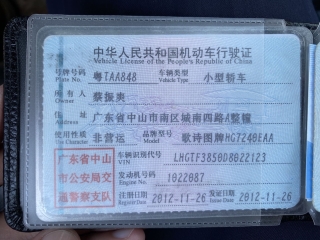 中华人民共和国机动车行驶证
Vehicle License of the People's Republic of China
号牌号码 粤TAA848 车辆类型 小型轿车
Plate No. Vehicle Type
所有人 蔡振爽
Owner
住址 广东省中山市南区城南四路A整幢
Address
使用性质 非营运 品牌型号 歌诗图牌HG7240EAA
Use Character Model
广东省中山 车辆识别代号 LHGTF3850D8022123
市公安局交 VIN
通警察支队 发动机号码 1022087
Engine No.
注册日期 2012-11-26 发证日期 2012-11-26
Register Date Issue Date